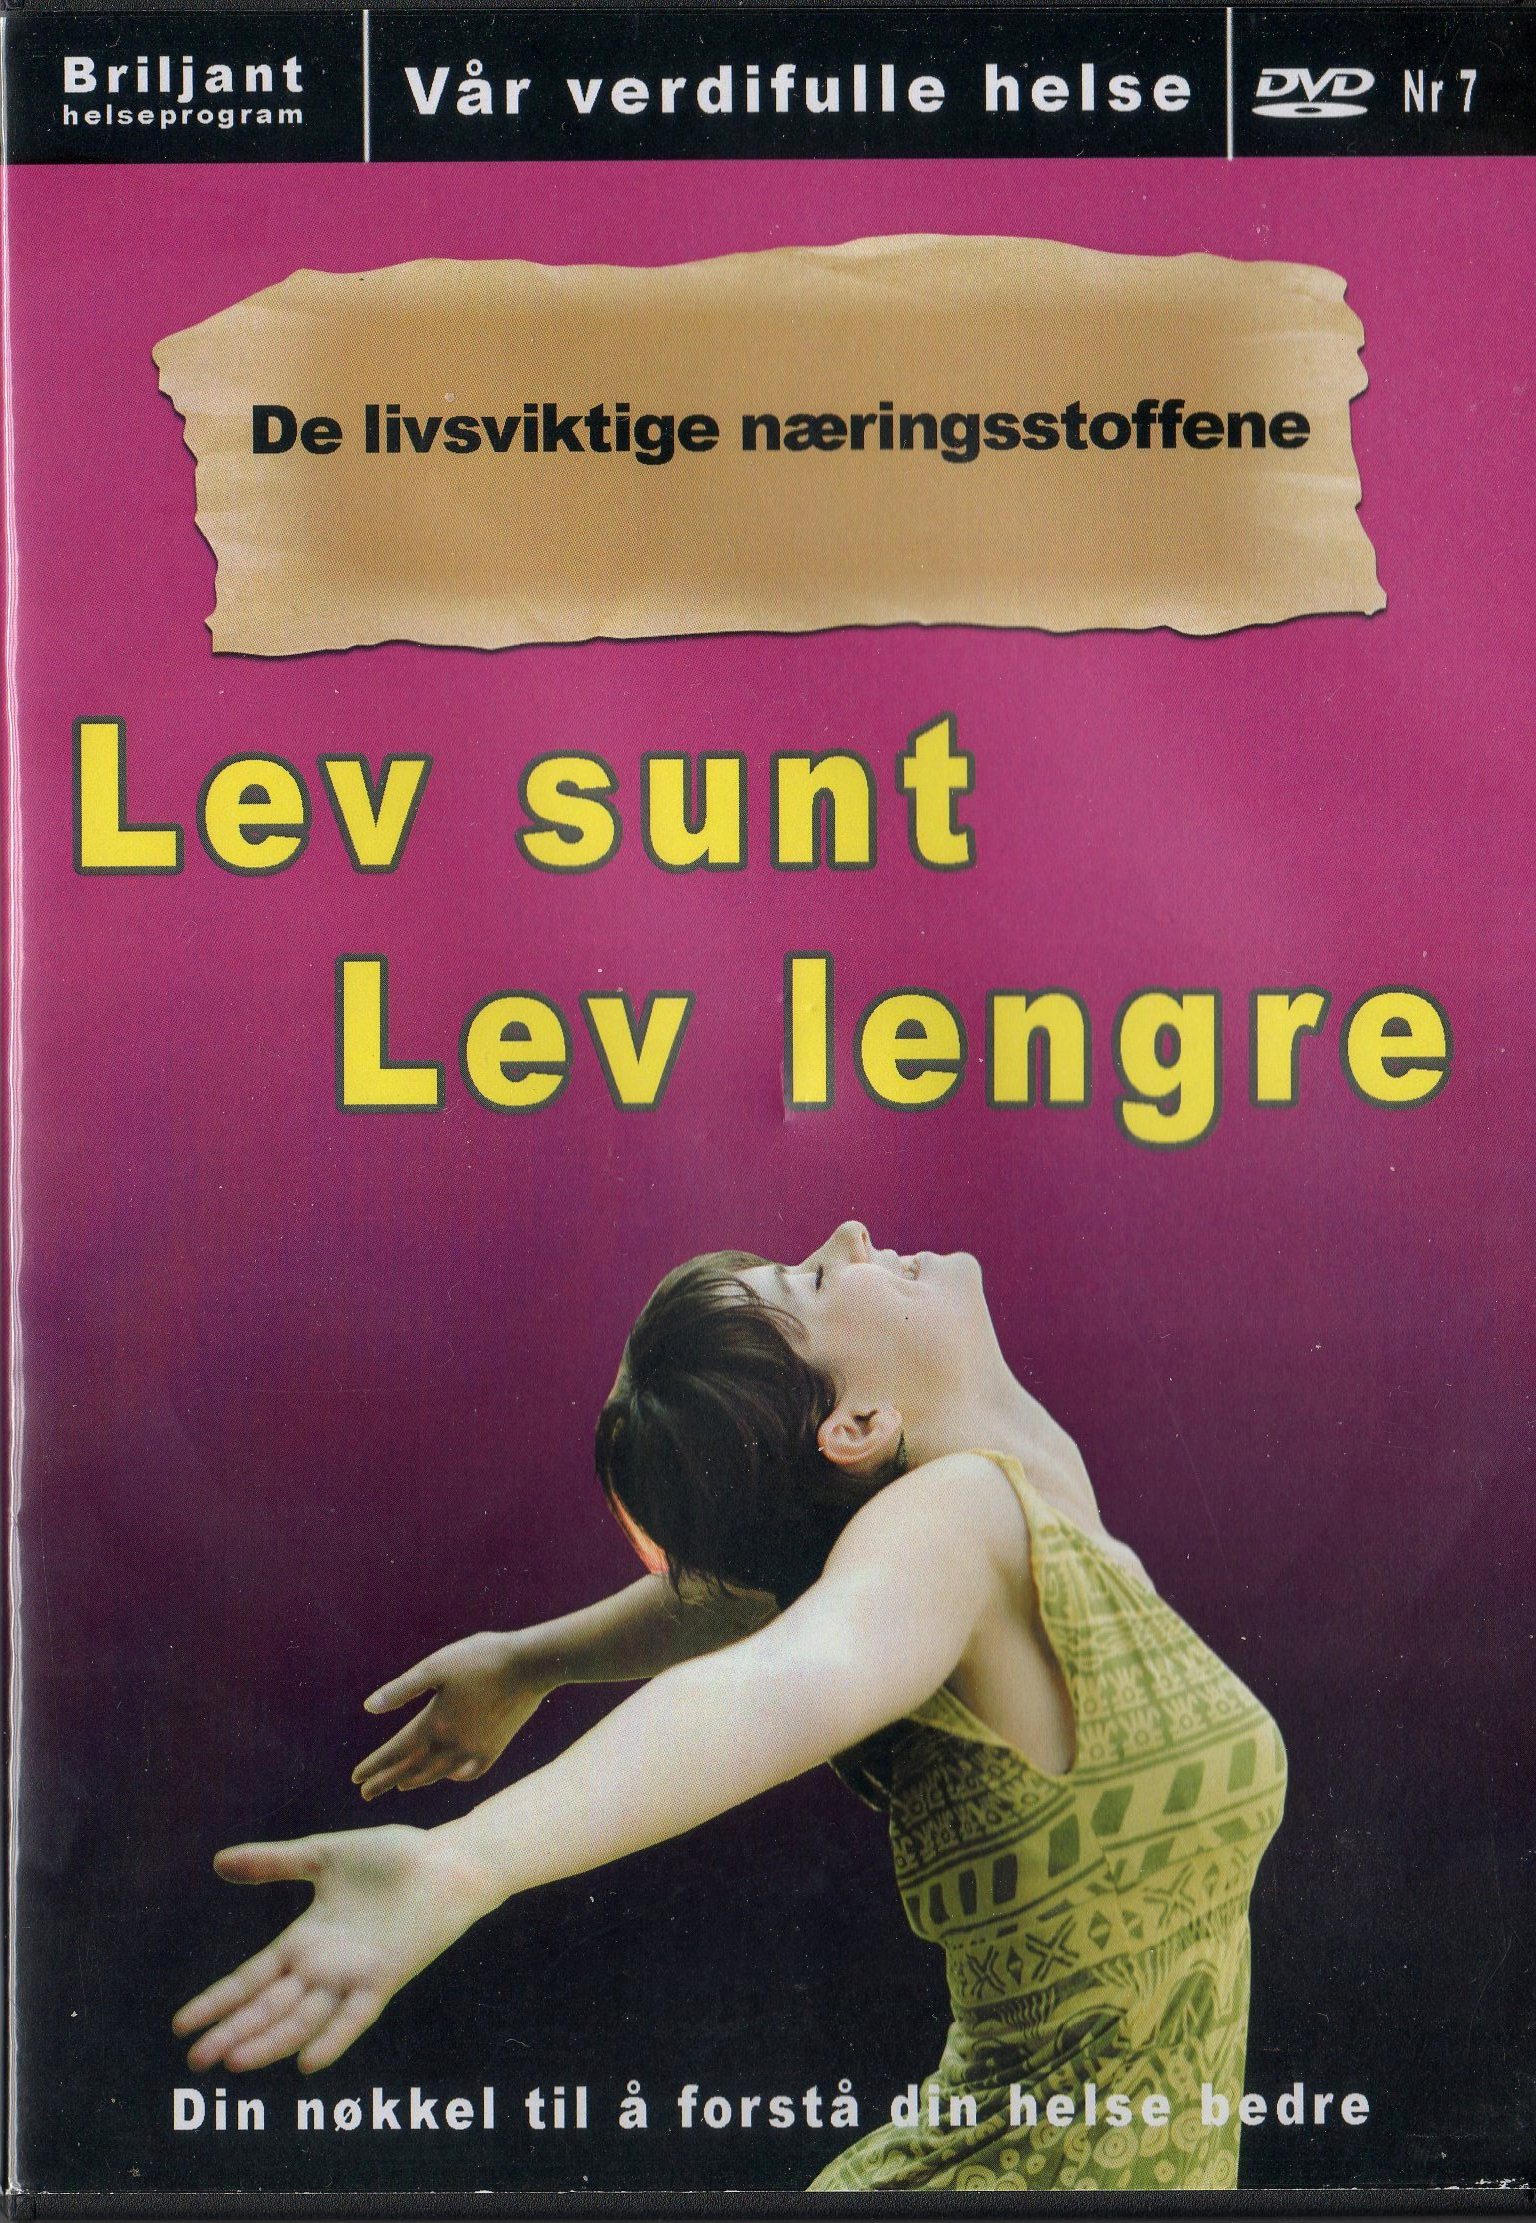 Briljant
helseprogram
Vår verdifulle helse
DVD Nr 7
De livsviktige næringsstoffene
Lev sunt
Lev lengre
Din nøkkel til å forstå din helse bedre